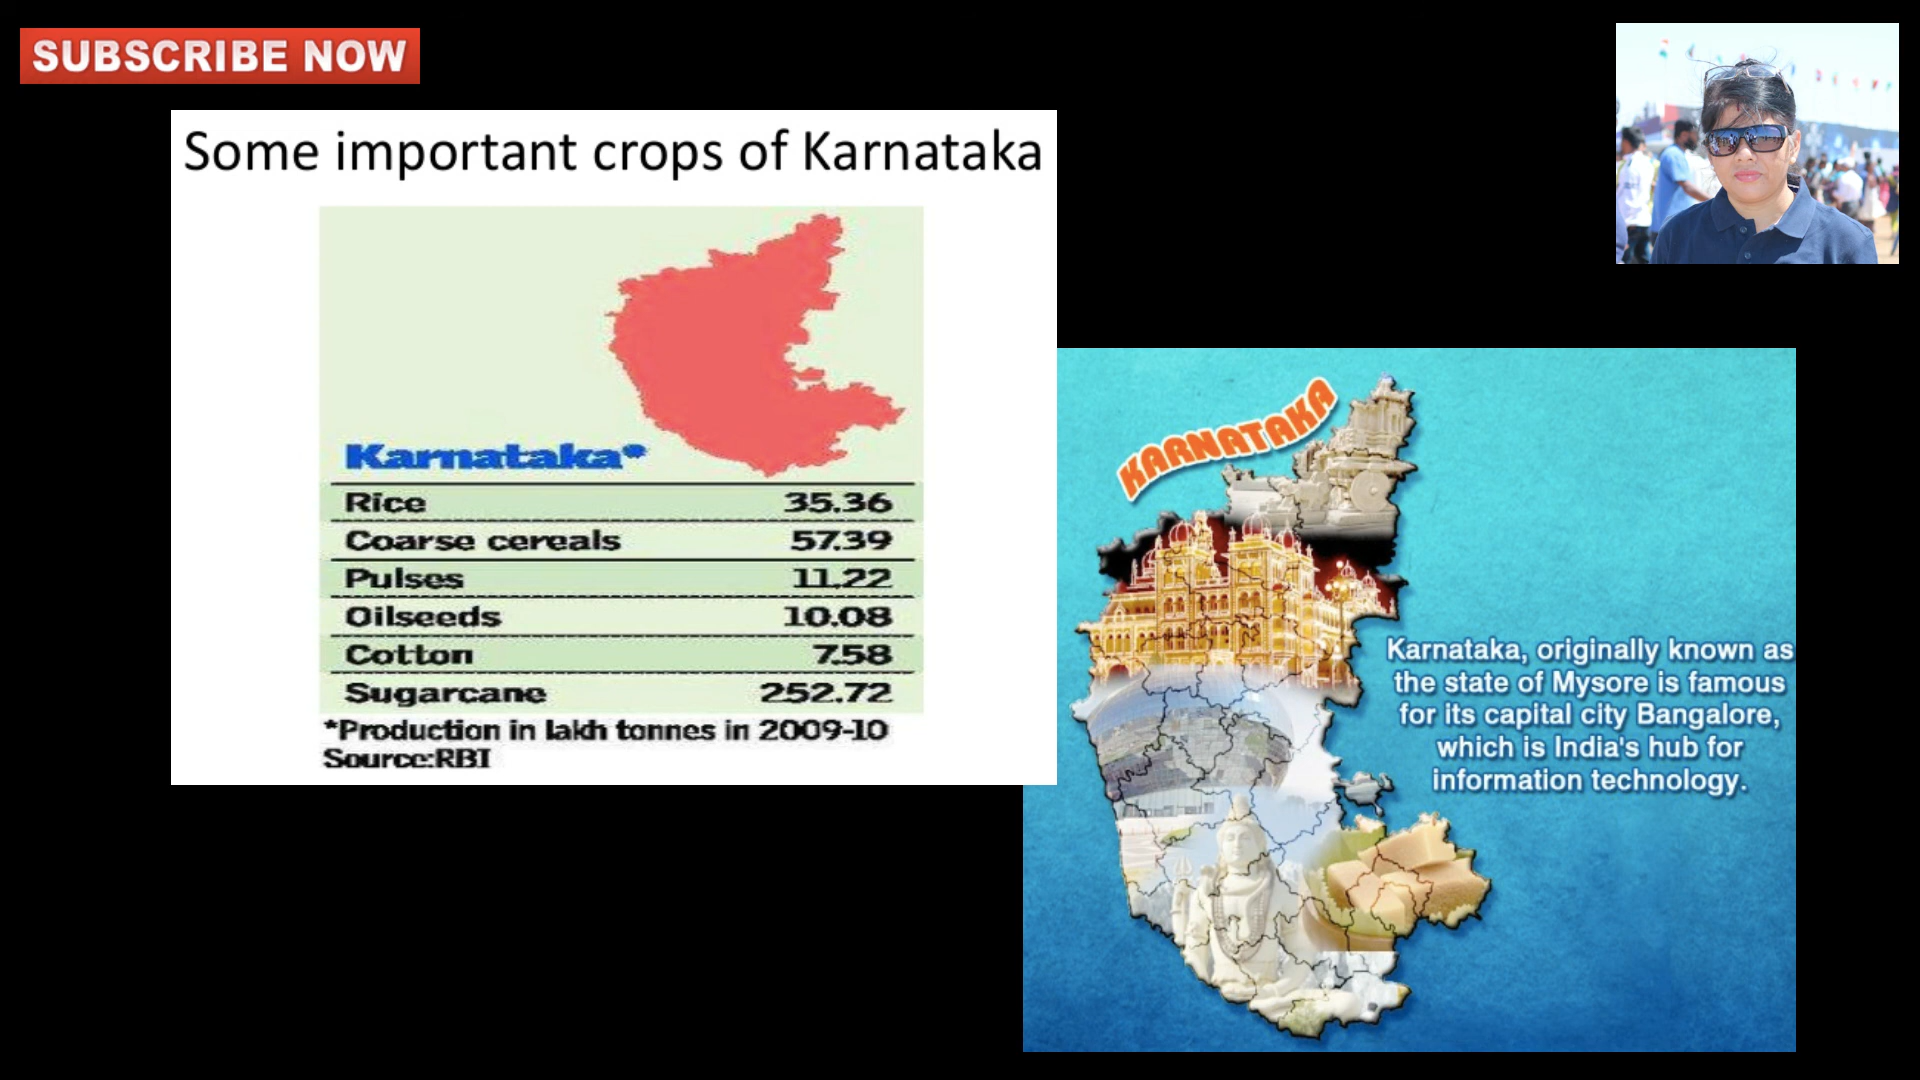 SUBSCRIBE NOW
Some important crops of Karnataka
Karnataka*
Rice 35.36
Coarse cereals 57.39
Pulses 11.22
Oilseeds 10.08
Cotton 7.58
Sugarcane 252.72
*Production in lakh tonnes in 2009-10
Source:RBI
KARNATAKA
Karnataka, originally known as
the state of Mysore is famous
for its capital city Bangalore,
which is India's hub for
information technology.